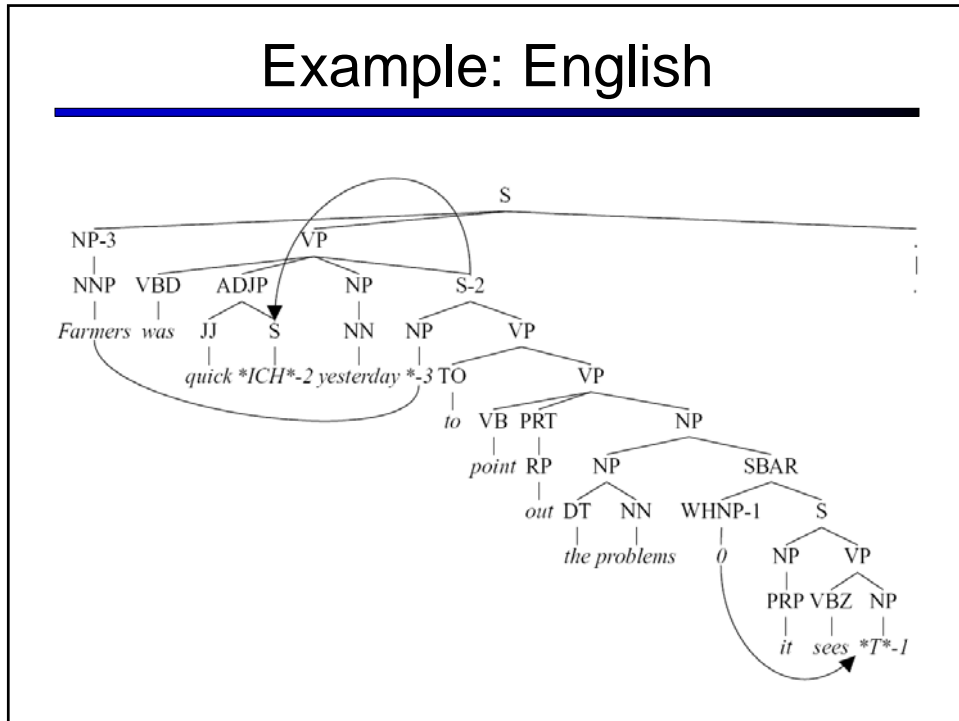 Example: English
S
NP-3 VP .
NNP VBD ADJP NP S-2 .
Farmers was JJ S NN NP VP
quick *ICH*-2 yesterday *-3 TO VP
to VB PRT NP
point RP NP SBAR
out DT NN WHNP-1 S
the problems 0 NP VP
PRP VBZ NP
it sees *T*-1